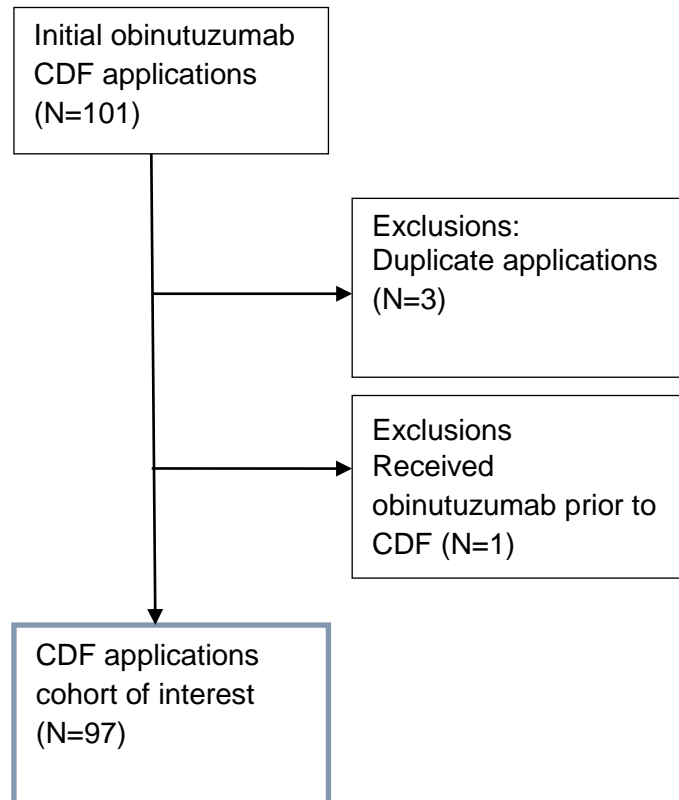 Initial obinutuzumab
CDF applications
(N=101)
Exclusions:
Duplicate applications
(N=3)
Exclusions
Received
obinutuzumab prior to
CDF (N=1)
CDF applications
cohort of interest
(N=97)